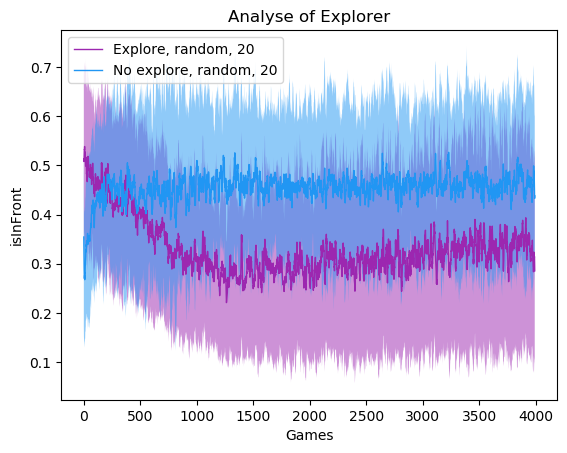 Analyse of Explorer
Explore, random, 20
No explore, random, 20
isInFront
0.7
0.6
0.5
0.4
0.3
0.2
0.1
0 500 1000 1500 2000 2500 3000 3500 4000
Games